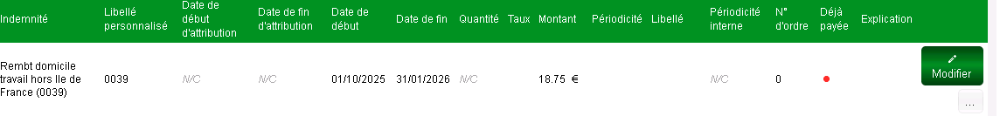 Indemnité
Libellé
personnalisé
Date de
début
d'attribution
Date de fin
d'attribution
Date de
début
Date de fin
Quantité
Taux
Montant
Périodicité
Libellé
Périodicité
interne
N°
d'ordre
Déjà
payée
Explication
Rembt domicile
travail hors Ile de
France (0039)
0039
N/C
N/C
01/10/2025
31/01/2026
N/C
18.75 €
N/C
0
Modifier
...